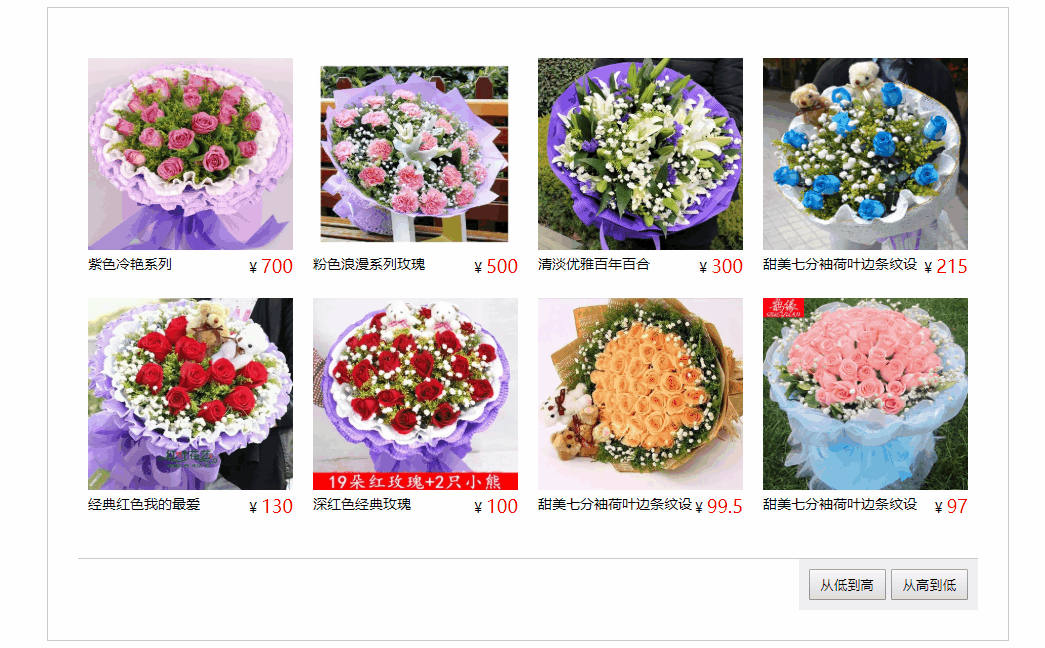 紫色冷艳系列 ¥ 700
粉色浪漫系列玫瑰 ¥ 500
清淡优雅百年百合 ¥ 300
甜美七分袖荷叶边条纹设 ¥ 215
19朵红玫瑰+2只小熊
经典红色我的最爱 ¥ 130
深红色经典玫瑰 ¥ 100
甜美七分袖荷叶边条纹设 ¥ 99.5
甜美七分袖荷叶边条纹设 ¥ 97
从低到高 从高到低